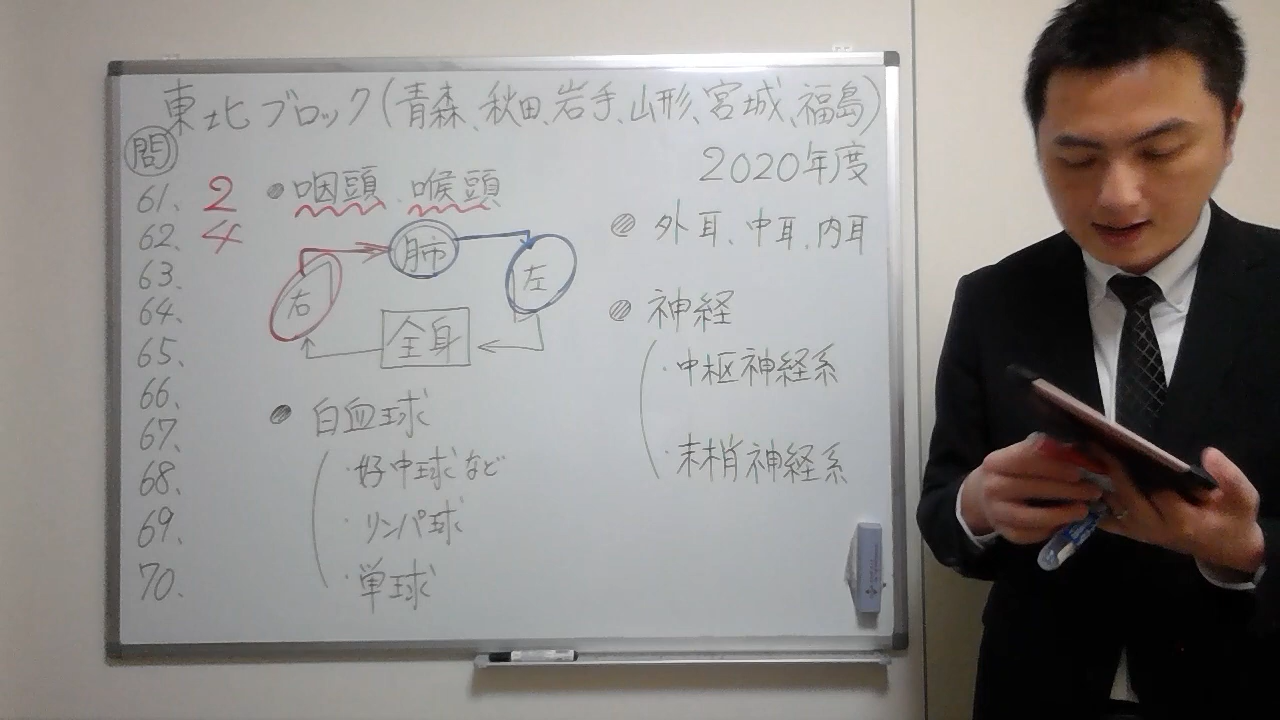 東北ブロック(青森、秋田、岩手、山形、宮城、福島)
2020年度
問
61. 2
62. 4
63.
64.
65.
66.
67.
68.
69.
70.
咽頭、喉頭
肺
右
左
全身
白血球
・好中球など
・リンパ球
・単球
外耳、中耳、内耳
神経
・中枢神経系
・末梢神経系